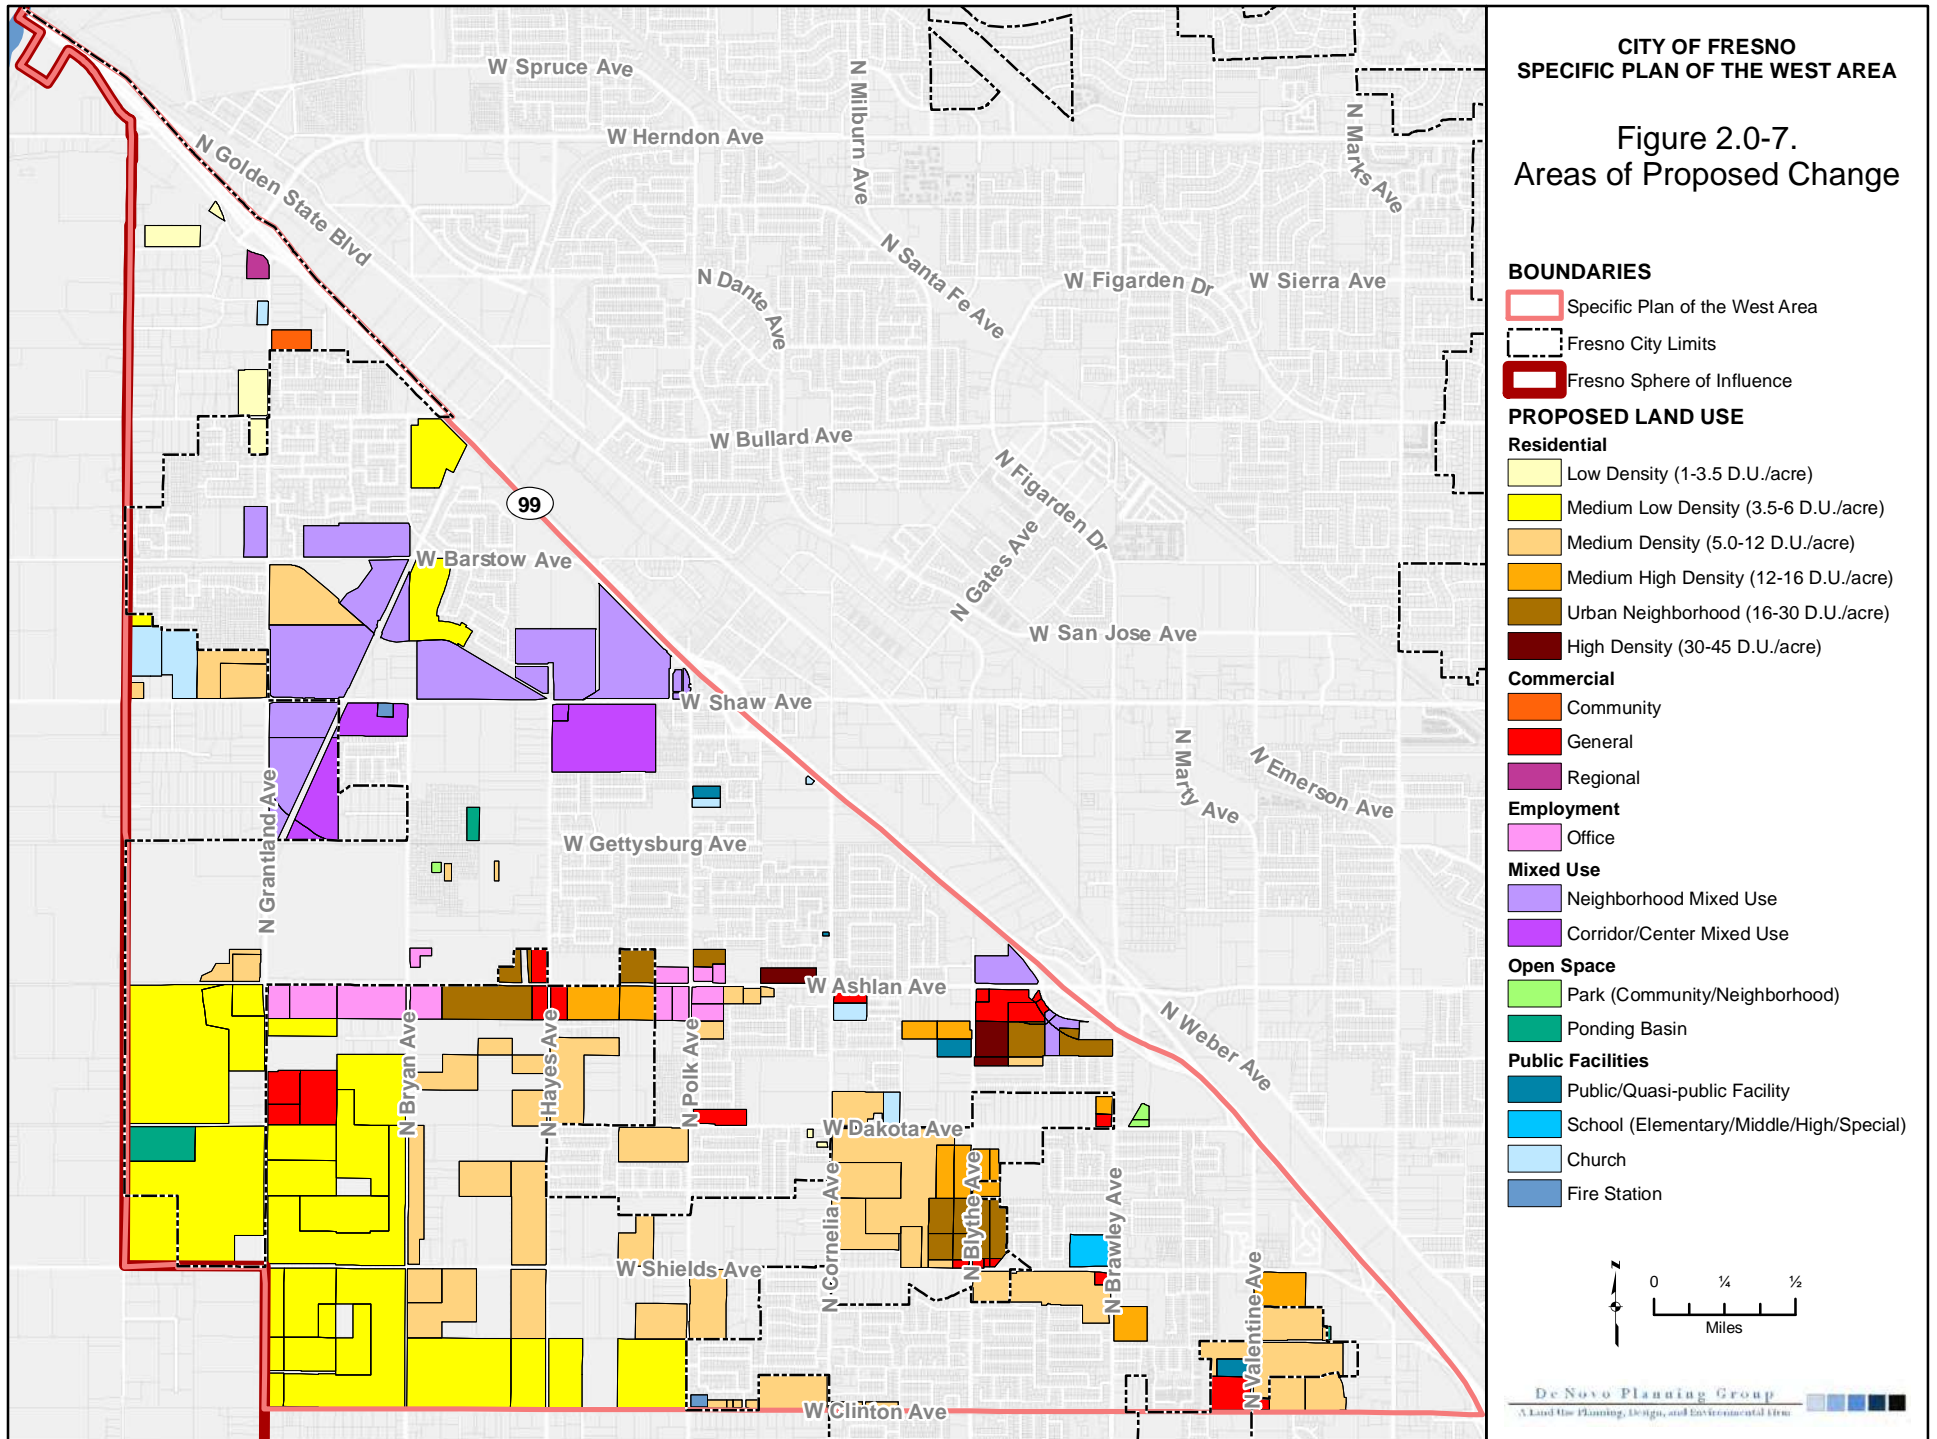 W Spruce Ave
W Herndon Ave
N Milburn Ave
N Marks Ave
N Golden State Blvd
N Dante Ave
N Santa Fe Ave
W Figarden Dr
W Sierra Ave
W Bullard Ave
N Figarden Dr
N Gates Ave
99
W Barstow Ave
W San Jose Ave
W Shaw Ave
N Marty Ave
N Emerson Ave
N Grantland Ave
W Gettysburg Ave
W Ashlan Ave
N Weber Ave
N Bryan Ave
N Hayes Ave
N Polk Ave
W Dakota Ave
N Cornelia Ave
N Blythe Ave
N Brawley Ave
W Shields Ave
N Valentine Ave
W Clinton Ave
CITY OF FRESNO
SPECIFIC PLAN OF THE WEST AREA
Figure 2.0-7.
Areas of Proposed Change
BOUNDARIES
Specific Plan of the West Area
Fresno City Limits
Fresno Sphere of Influence
PROPOSED LAND USE
Residential
Low Density (1-3.5 D.U./acre)
Medium Low Density (3.5-6 D.U./acre)
Medium Density (5.0-12 D.U./acre)
Medium High Density (12-16 D.U./acre)
Urban Neighborhood (16-30 D.U./acre)
High Density (30-45 D.U./acre)
Commercial
Community
General
Regional
Employment
Office
Mixed Use
Neighborhood Mixed Use
Corridor/Center Mixed Use
Open Space
Park (Community/Neighborhood)
Ponding Basin
Public Facilities
Public/Quasi-public Facility
School (Elementary/Middle/High/Special)
Church
Fire Station
N
0 ¼ ½
Miles
De Novo Planning Group
A Land Use Planning, Design, and Environmental Firm